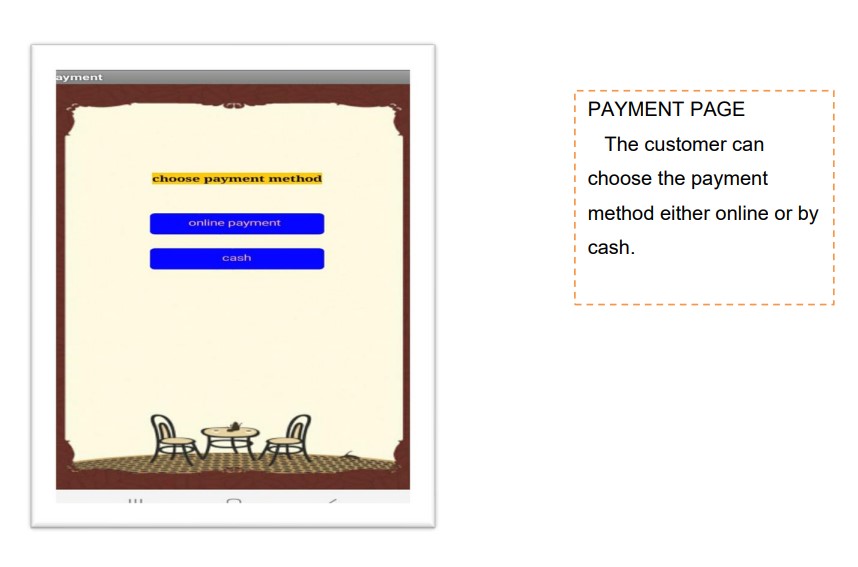 ayment
choose payment method
online payment
cash
PAYMENT PAGE
The customer can
choose the payment
method either online or by
cash.